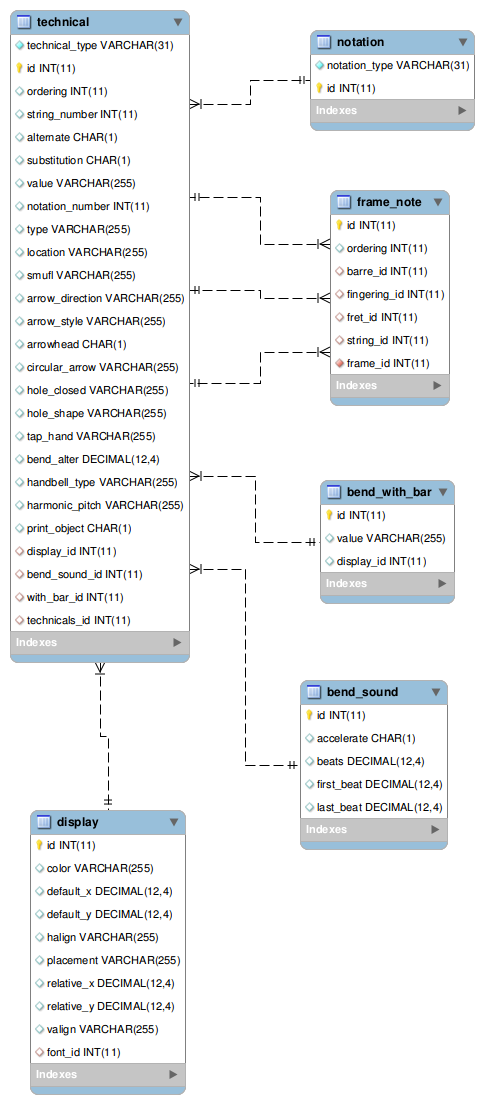 technical
technical_type VARCHAR(31)
id INT(11)
ordering INT(11)
string_number INT(11)
alternate CHAR(1)
substitution CHAR(1)
value VARCHAR(255)
notation_number INT(11)
type VARCHAR(255)
location VARCHAR(255)
smufl VARCHAR(255)
arrow_direction VARCHAR(255)
arrow_style VARCHAR(255)
arrowhead CHAR(1)
circular_arrow VARCHAR(255)
hole_closed VARCHAR(255)
hole_shape VARCHAR(255)
tap_hand VARCHAR(255)
bend_alter DECIMAL(12,4)
handbell_type VARCHAR(255)
harmonic_pitch VARCHAR(255)
print_object CHAR(1)
display_id INT(11)
bend_sound_id INT(11)
with_bar_id INT(11)
technicals_id INT(11)
Indexes
notation
notation_type VARCHAR(31)
id INT(11)
Indexes
frame_note
id INT(11)
ordering INT(11)
barre_id INT(11)
fingering_id INT(11)
fret_id INT(11)
string_id INT(11)
frame_id INT(11)
Indexes
bend_with_bar
id INT(11)
value VARCHAR(255)
display_id INT(11)
Indexes
bend_sound
id INT(11)
accelerate CHAR(1)
beats DECIMAL(12,4)
first_beat DECIMAL(12,4)
last_beat DECIMAL(12,4)
Indexes
display
id INT(11)
color VARCHAR(255)
default_x DECIMAL(12,4)
default_y DECIMAL(12,4)
halign VARCHAR(255)
placement VARCHAR(255)
relative_x DECIMAL(12,4)
relative_y DECIMAL(12,4)
valign VARCHAR(255)
font_id INT(11)
Indexes